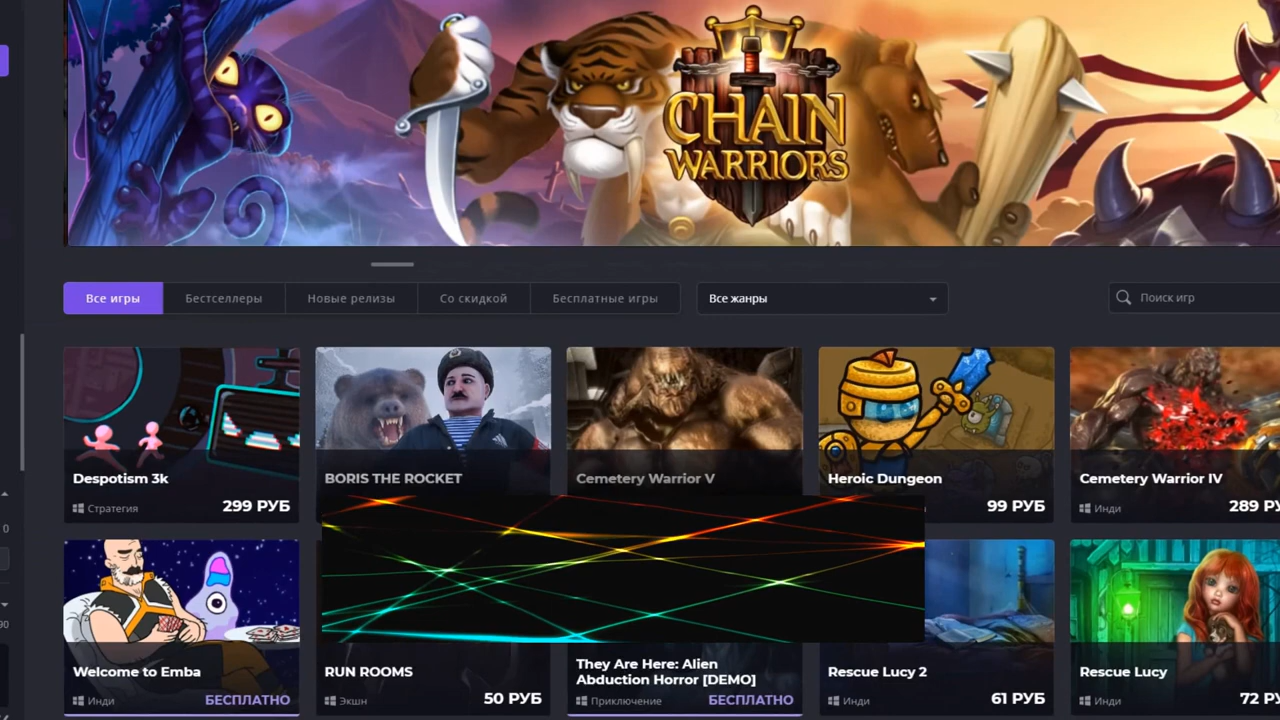 CHAIN
WARRIORS
Все игры
Бестселлеры
Новые релизы
Со скидкой
Бесплатные игры
Все жанры
Поиск игр
Despotism 3k
BORIS THE ROCKET
Cemetery Warrior V
Heroic Dungeon
Cemetery Warrior IV
0
Стратегия
299 РУБ
99 РУБ
Инди
289
90
Welcome to Emba
RUN ROOMS
They Are Here: Alien
Abduction Horror [DEMO]
Rescue Lucy 2
Rescue Lucy
Инди
БЕСПЛАТНО
Экшн
50 РУБ
Приключение
БЕСПЛАТНО
Инди
61 РУБ
Инди
72